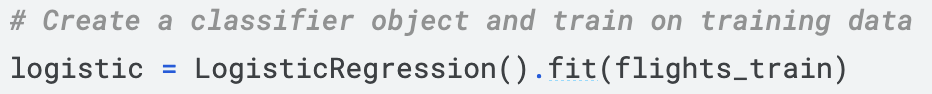 # Create a classifier object and train on training data
logistic = LogisticRegression().fit(flights_train)